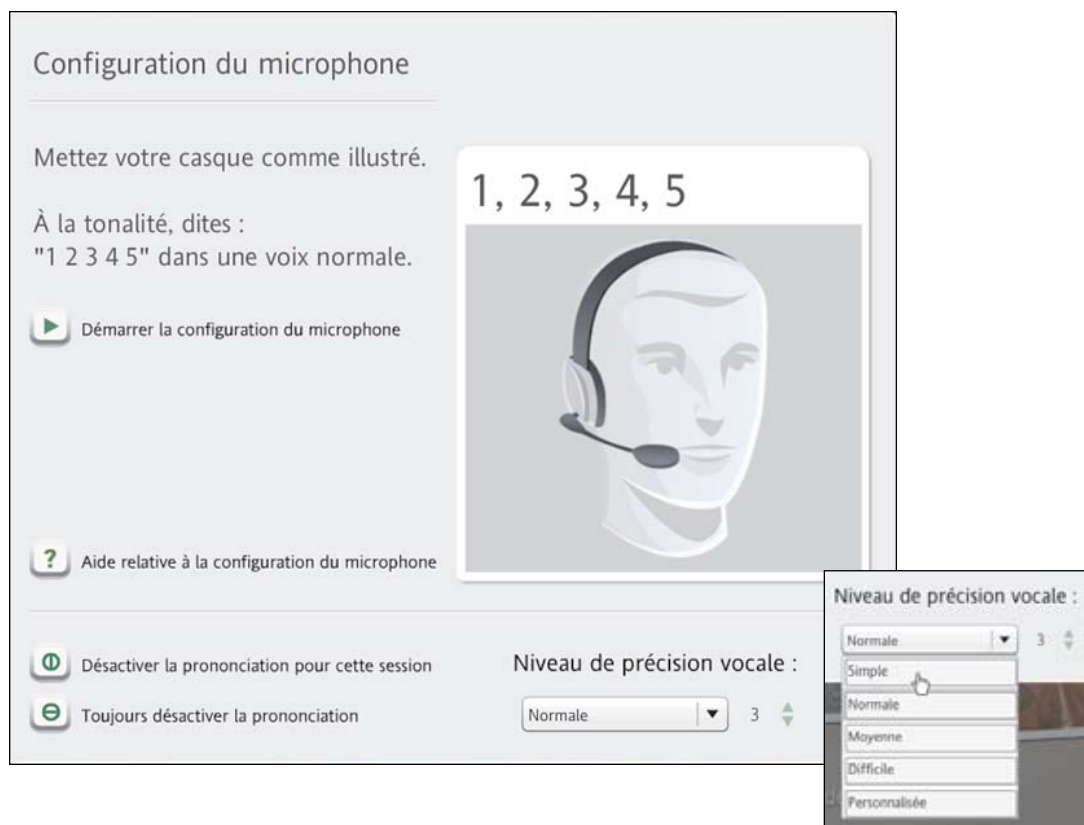 Configuration du microphone
Mettez votre casque comme illustré.
À la tonalité, dites :
"1 2 3 4 5" dans une voix normale.
Démarrer la configuration du microphone
1, 2, 3, 4, 5
? Aide relative à la configuration du microphone
Désactiver la prononciation pour cette session
Toujours désactiver la prononciation
Niveau de précision vocale :
Normale 3
Niveau de précision vocale :
Normale 3
Simple
Normale
Moyenne
Difficile
Personnalisée